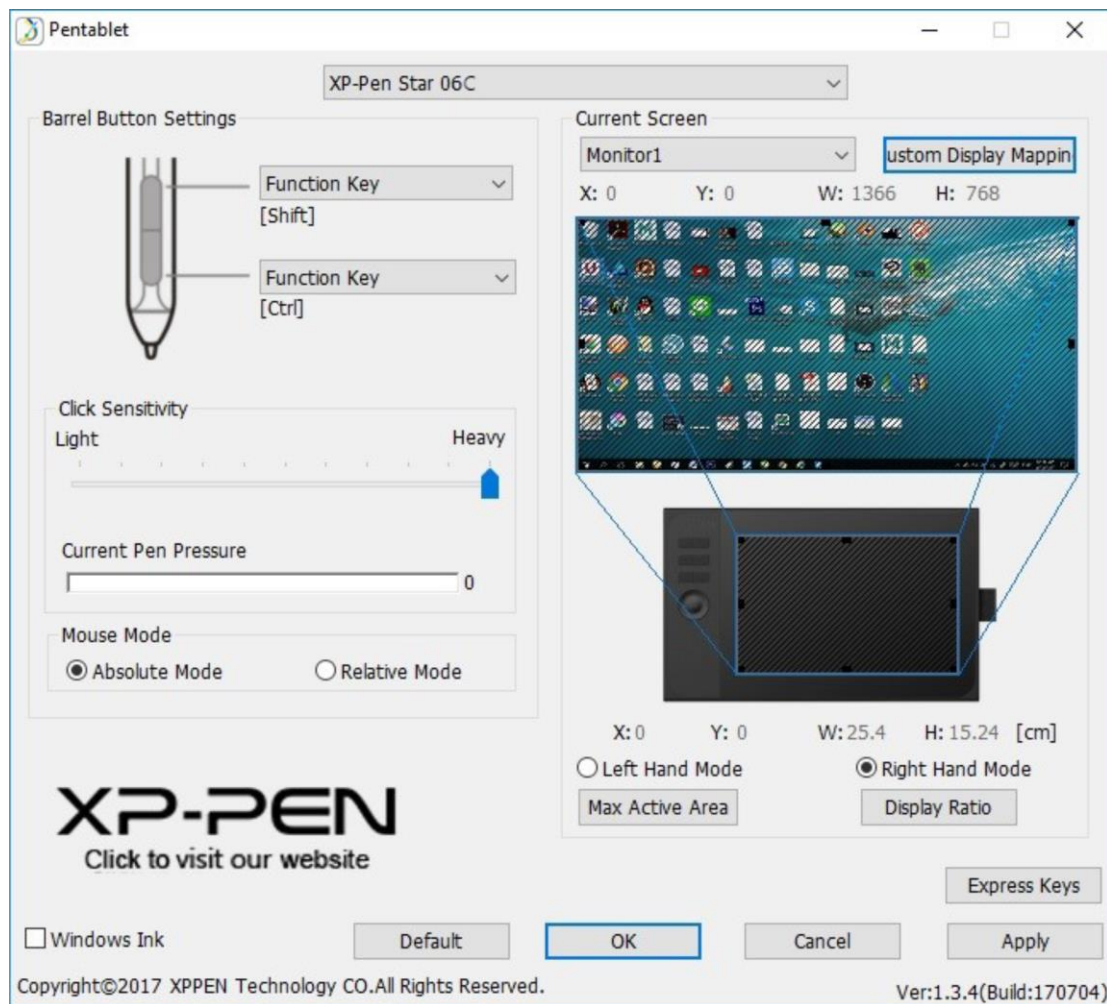 Pentablet
XP-Pen Star 06C
Barrel Button Settings
Function Key
[Shift]
Function Key
[Ctrl]
Click Sensitivity
Light Heavy
Current Pen Pressure
0
Mouse Mode
Absolute Mode Relative Mode
Current Screen
Monitor1 ustom Display Mappin
X: 0 Y: 0 W: 1366 H: 768
X: 0 Y: 0 W: 25.4 H: 15.24 [cm]
Left Hand Mode Right Hand Mode
Max Active Area Display Ratio
XP-PEN
Click to visit our website
Express Keys
Windows Ink Default OK Cancel Apply
Copyright©2017 XPPEN Technology CO.All Rights Reserved.
Ver:1.3.4(Build:170704)